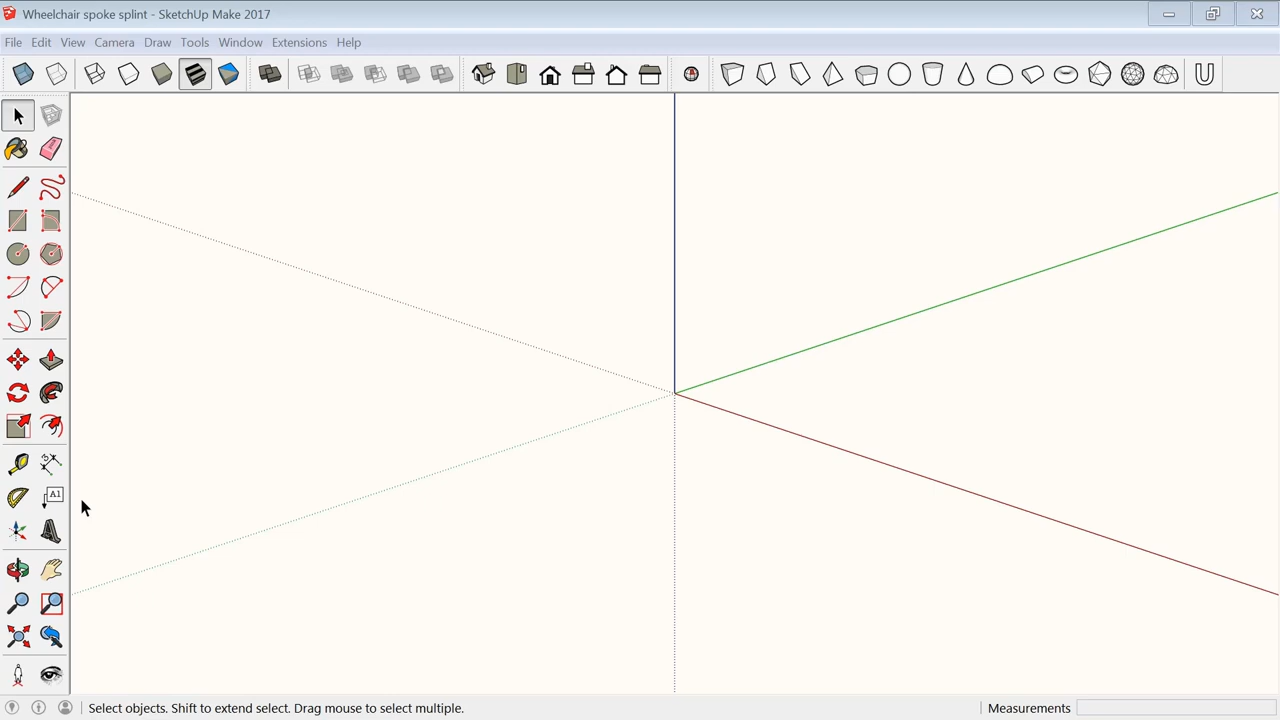 Wheelchair spoke splint - SketchUp Make 2017
File Edit View Camera Draw Tools Window Extensions Help
A1
Select objects. Shift to extend select. Drag mouse to select multiple.
Measurements